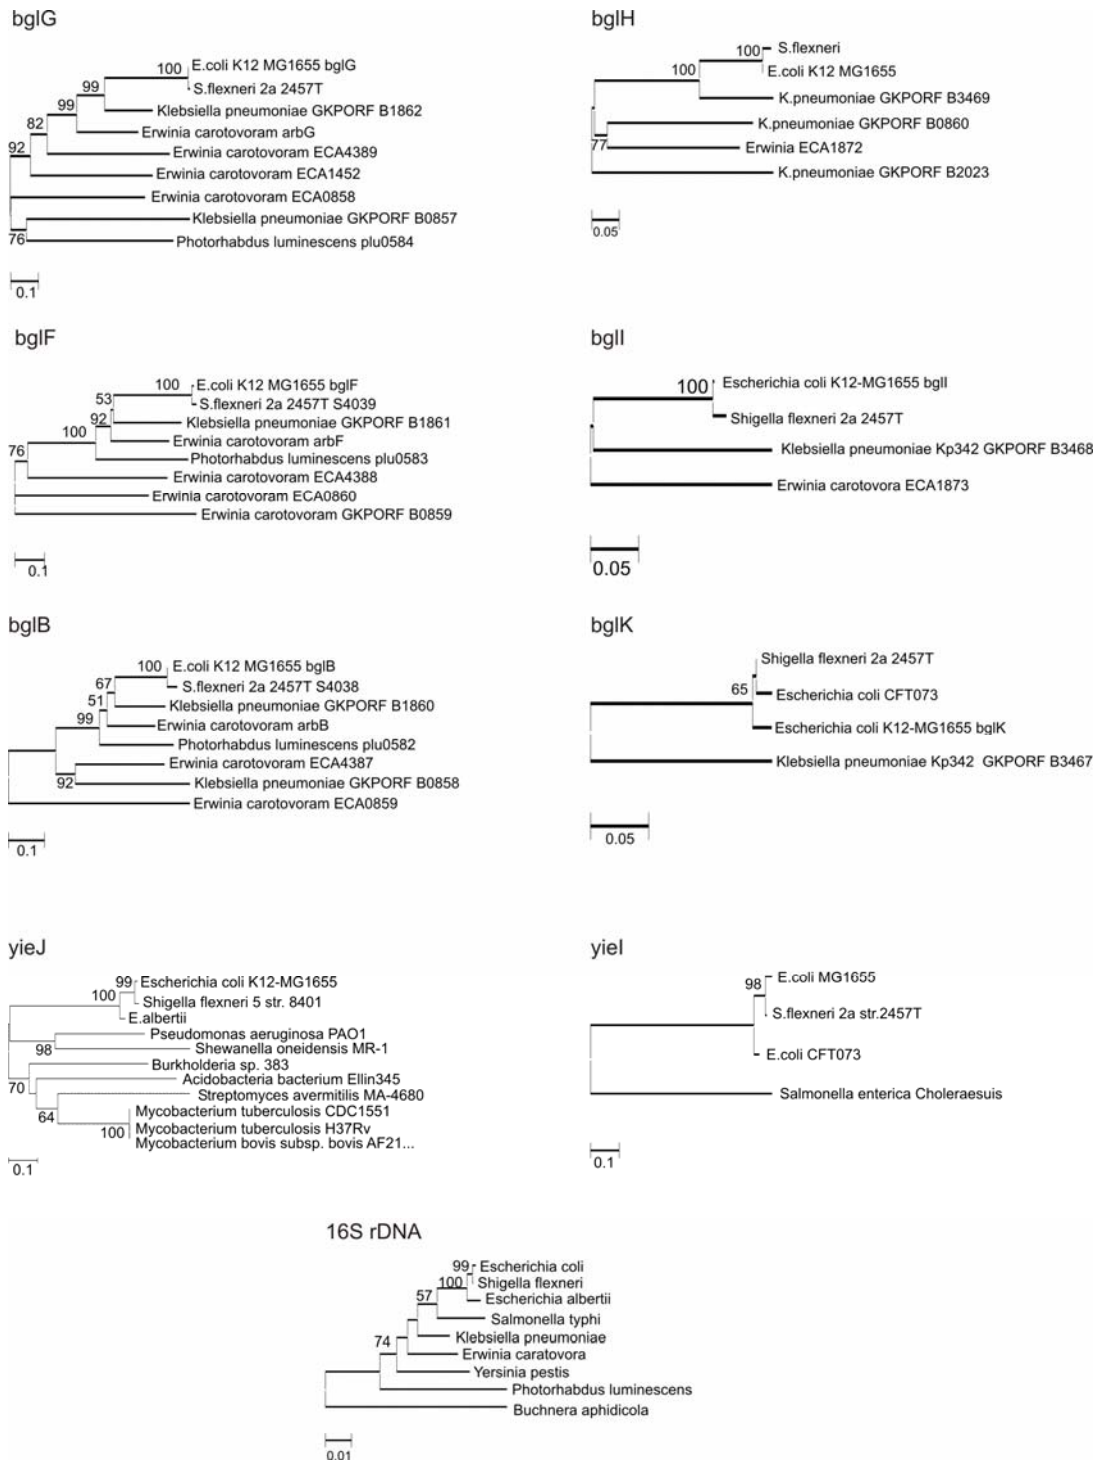 bglG
100
E.coli K12 MG1655 bglG
S.flexneri 2a 2457T
99
Klebsiella pneumoniae GKPORF B1862
99
Erwinia carotovoram arbG
82
Erwinia carotovoram ECA4389
92
Erwinia carotovoram ECA1452
Erwinia carotovoram ECA0858
Klebsiella pneumoniae GKPORF B0857
76
Photorhabdus luminescens plu0584
0.1
bglH
100
S.flexneri
E.coli K12 MG1655
100
K.pneumoniae GKPORF B3469
K.pneumoniae GKPORF B0860
77
Erwinia ECA1872
K.pneumoniae GKPORF B2023
0.05
bglF
100
E.coli K12 MG1655 bglF
S.flexneri 2a 2457T S4039
53
Klebsiella pneumoniae GKPORF B1861
92
Erwinia carotovoram arbF
100
Photorhabdus luminescens plu0583
76
Erwinia carotovoram ECA4388
Erwinia carotovoram ECA0860
Erwinia carotovoram GKPORF B0859
0.1
bglI
100
Escherichia coli K12-MG1655 bglI
Shigella flexneri 2a 2457T
Klebsiella pneumoniae Kp342 GKPORF B3468
Erwinia carotovora ECA1873
0.05
bglB
100
E.coli K12 MG1655 bglB
S.flexneri 2a 2457T S4038
67
Klebsiella pneumoniae GKPORF B1860
51
Erwinia carotovoram arbB
99
Photorhabdus luminescens plu0582
Erwinia carotovoram ECA4387
92
Klebsiella pneumoniae GKPORF B0858
Erwinia carotovoram ECA0859
0.1
bglK
Shigella flexneri 2a 2457T
65
Escherichia coli CFT073
Escherichia coli K12-MG1655 bglK
Klebsiella pneumoniae Kp342 GKPORF B3467
0.05
yieJ
99
Escherichia coli K12-MG1655
100
Shigella flexneri 5 str. 8401
E.albertii
Pseudomonas aeruginosa PAO1
98
Shewanella oneidensis MR-1
Burkholderia sp. 383
70
Acidobacteria bacterium Ellin345
Streptomyces avermitilis MA-4680
64
Mycobacterium tuberculosis CDC1551
100
Mycobacterium tuberculosis H37Rv
Mycobacterium bovis subsp. bovis AF21...
0.1
yieI
98
E.coli MG1655
S.flexneri 2a str.2457T
E.coli CFT073
Salmonella enterica Choleraesuis
0.1
16S rDNA
99
Escherichia coli
100
Shigella flexneri
Escherichia albertii
57
Salmonella typhi
Klebsiella pneumoniae
74
Erwinia caratovora
Yersinia pestis
Photorhabdus luminescens
Buchnera aphidicola
0.01